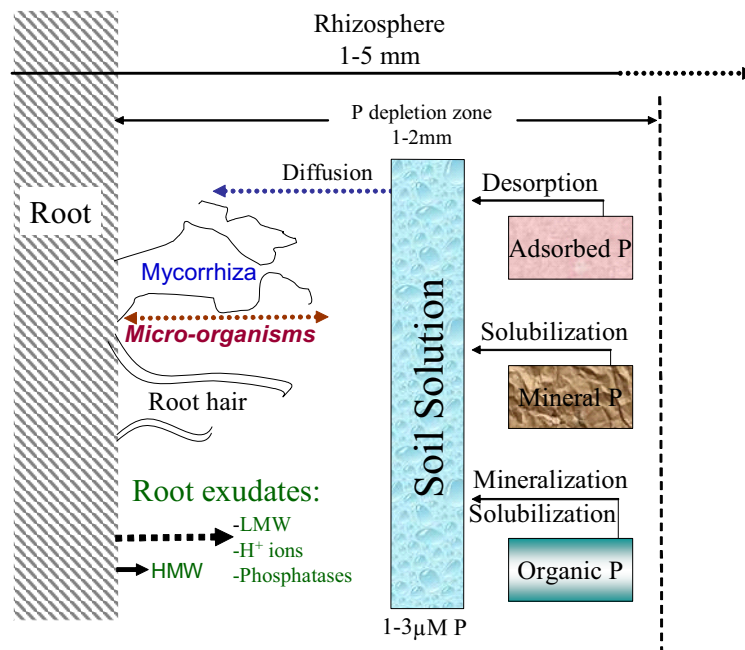 Rhizosphere
1-5 mm
P depletion zone
1-2mm
Diffusion
Desorption
Root
Adsorbed P
Mycorrhiza
Micro-organisms
Solubilization
Mineral P
Root hair
Soil Solution
Root exudates:
-LMW
-H⁺ ions
-Phosphatases
HMW
Mineralization
Solubilization
Organic P
1-3µM P